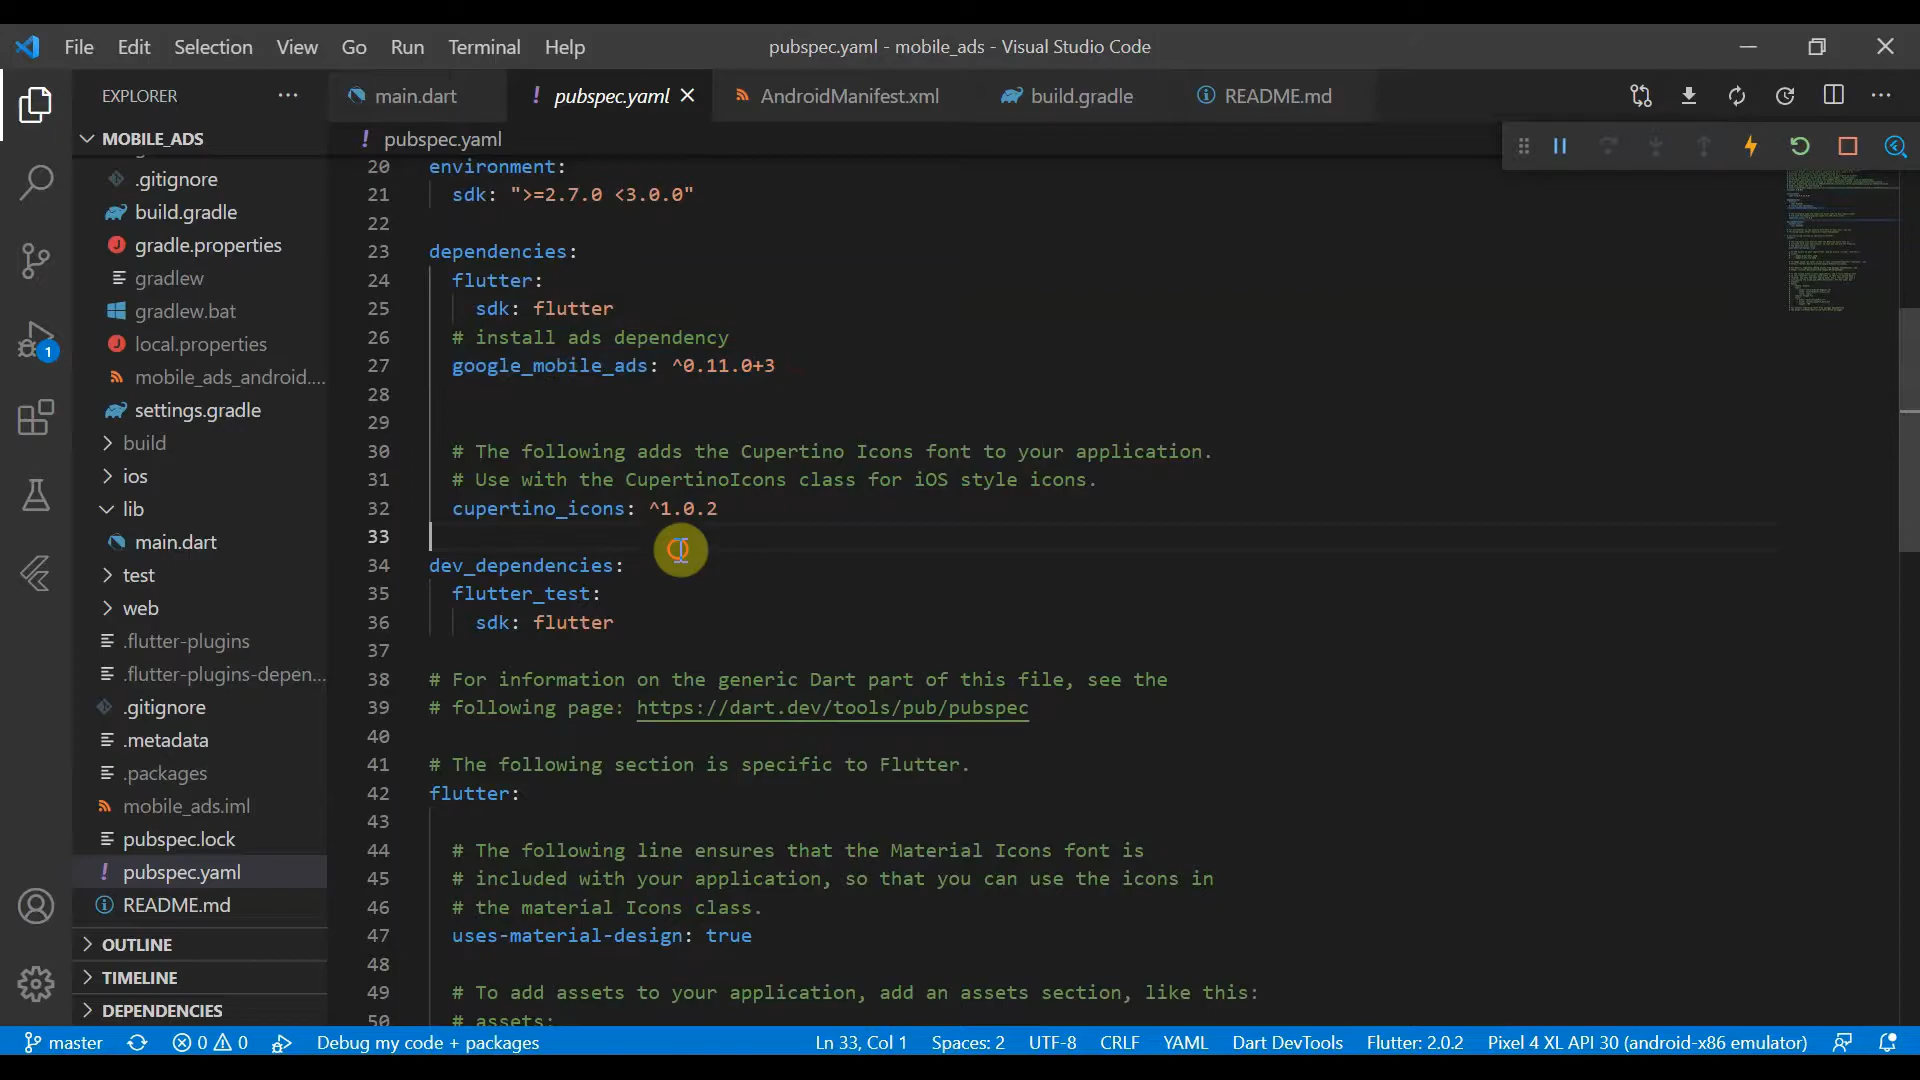 File Edit Selection View Go Run Terminal Help
pubspec.yaml - mobile_ads - Visual Studio Code
EXPLORER
main.dart
! pubspec.yaml
AndroidManifest.xml
build.gradle
README.md
MOBILE_ADS
! pubspec.yaml
.gitignore
build.gradle
gradle.properties
gradlew
gradlew.bat
local.properties
mobile_ads_android....
settings.gradle
build
ios
lib
main.dart
test
web
.flutter-plugins
.flutter-plugins-depen...
.gitignore
.metadata
.packages
mobile_ads.iml
pubspec.lock
! pubspec.yaml
README.md
OUTLINE
TIMELINE
DEPENDENCIES
1
20 environment:
21 sdk: ">=2.7.0 <3.0.0"
22
23 dependencies:
24 flutter:
25 sdk: flutter
26 # install ads dependency
27 google_mobile_ads: ^0.11.0+3
28
29
30 # The following adds the Cupertino Icons font to your application.
31 # Use with the CupertinoIcons class for iOS style icons.
32 cupertino_icons: ^1.0.2
33
34 dev_dependencies:
35 flutter_test:
36 sdk: flutter
37
38 # For information on the generic Dart part of this file, see the
39 # following page: https://dart.dev/tools/pub/pubspec
40
41 # The following section is specific to Flutter.
42 flutter:
43
44 # The following line ensures that the Material Icons font is
45 # included with your application, so that you can use the icons in
46 # the material Icons class.
47 uses-material-design: true
48
49 # To add assets to your application, add an assets section, like this:
50 # assets:
master 0 0 Debug my code + packages Ln 33, Col 1 Spaces: 2 UTF-8 CRLF YAML Dart DevTools Flutter: 2.0.2 Pixel 4 XL API 30 (android-x86 emulator)